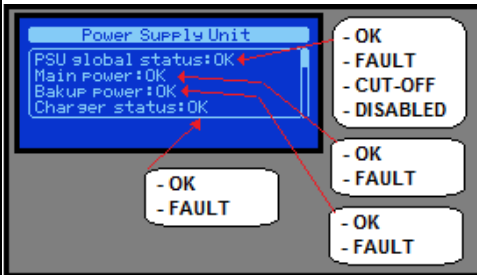 Power Supply Unit
PSU global status:OK
Main power:OK
Bakup power:OK
Charger status:OK
- OK
- FAULT
- CUT-OFF
- DISABLED
- OK
- FAULT
- OK
- FAULT
- OK
- FAULT